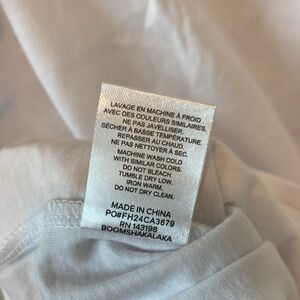 LAVAGE EN MACHINE À FROID
AVEC DES COULEURS SIMILAIRES.
NE PAS JAVELLISER.
SÉCHER À BASSE TEMPÉRATURE.
REPASSER AU CHAUD.
NE PAS NETTOYER À SEC.
MACHINE WASH COLD
WITH SIMILAR COLORS.
DO NOT BLEACH.
TUMBLE DRY LOW.
IRON WARM.
DO NOT DRY CLEAN.
MADE IN CHINA
PO#FH24CA3679
RN 143198
BOOMSHAKALAKA